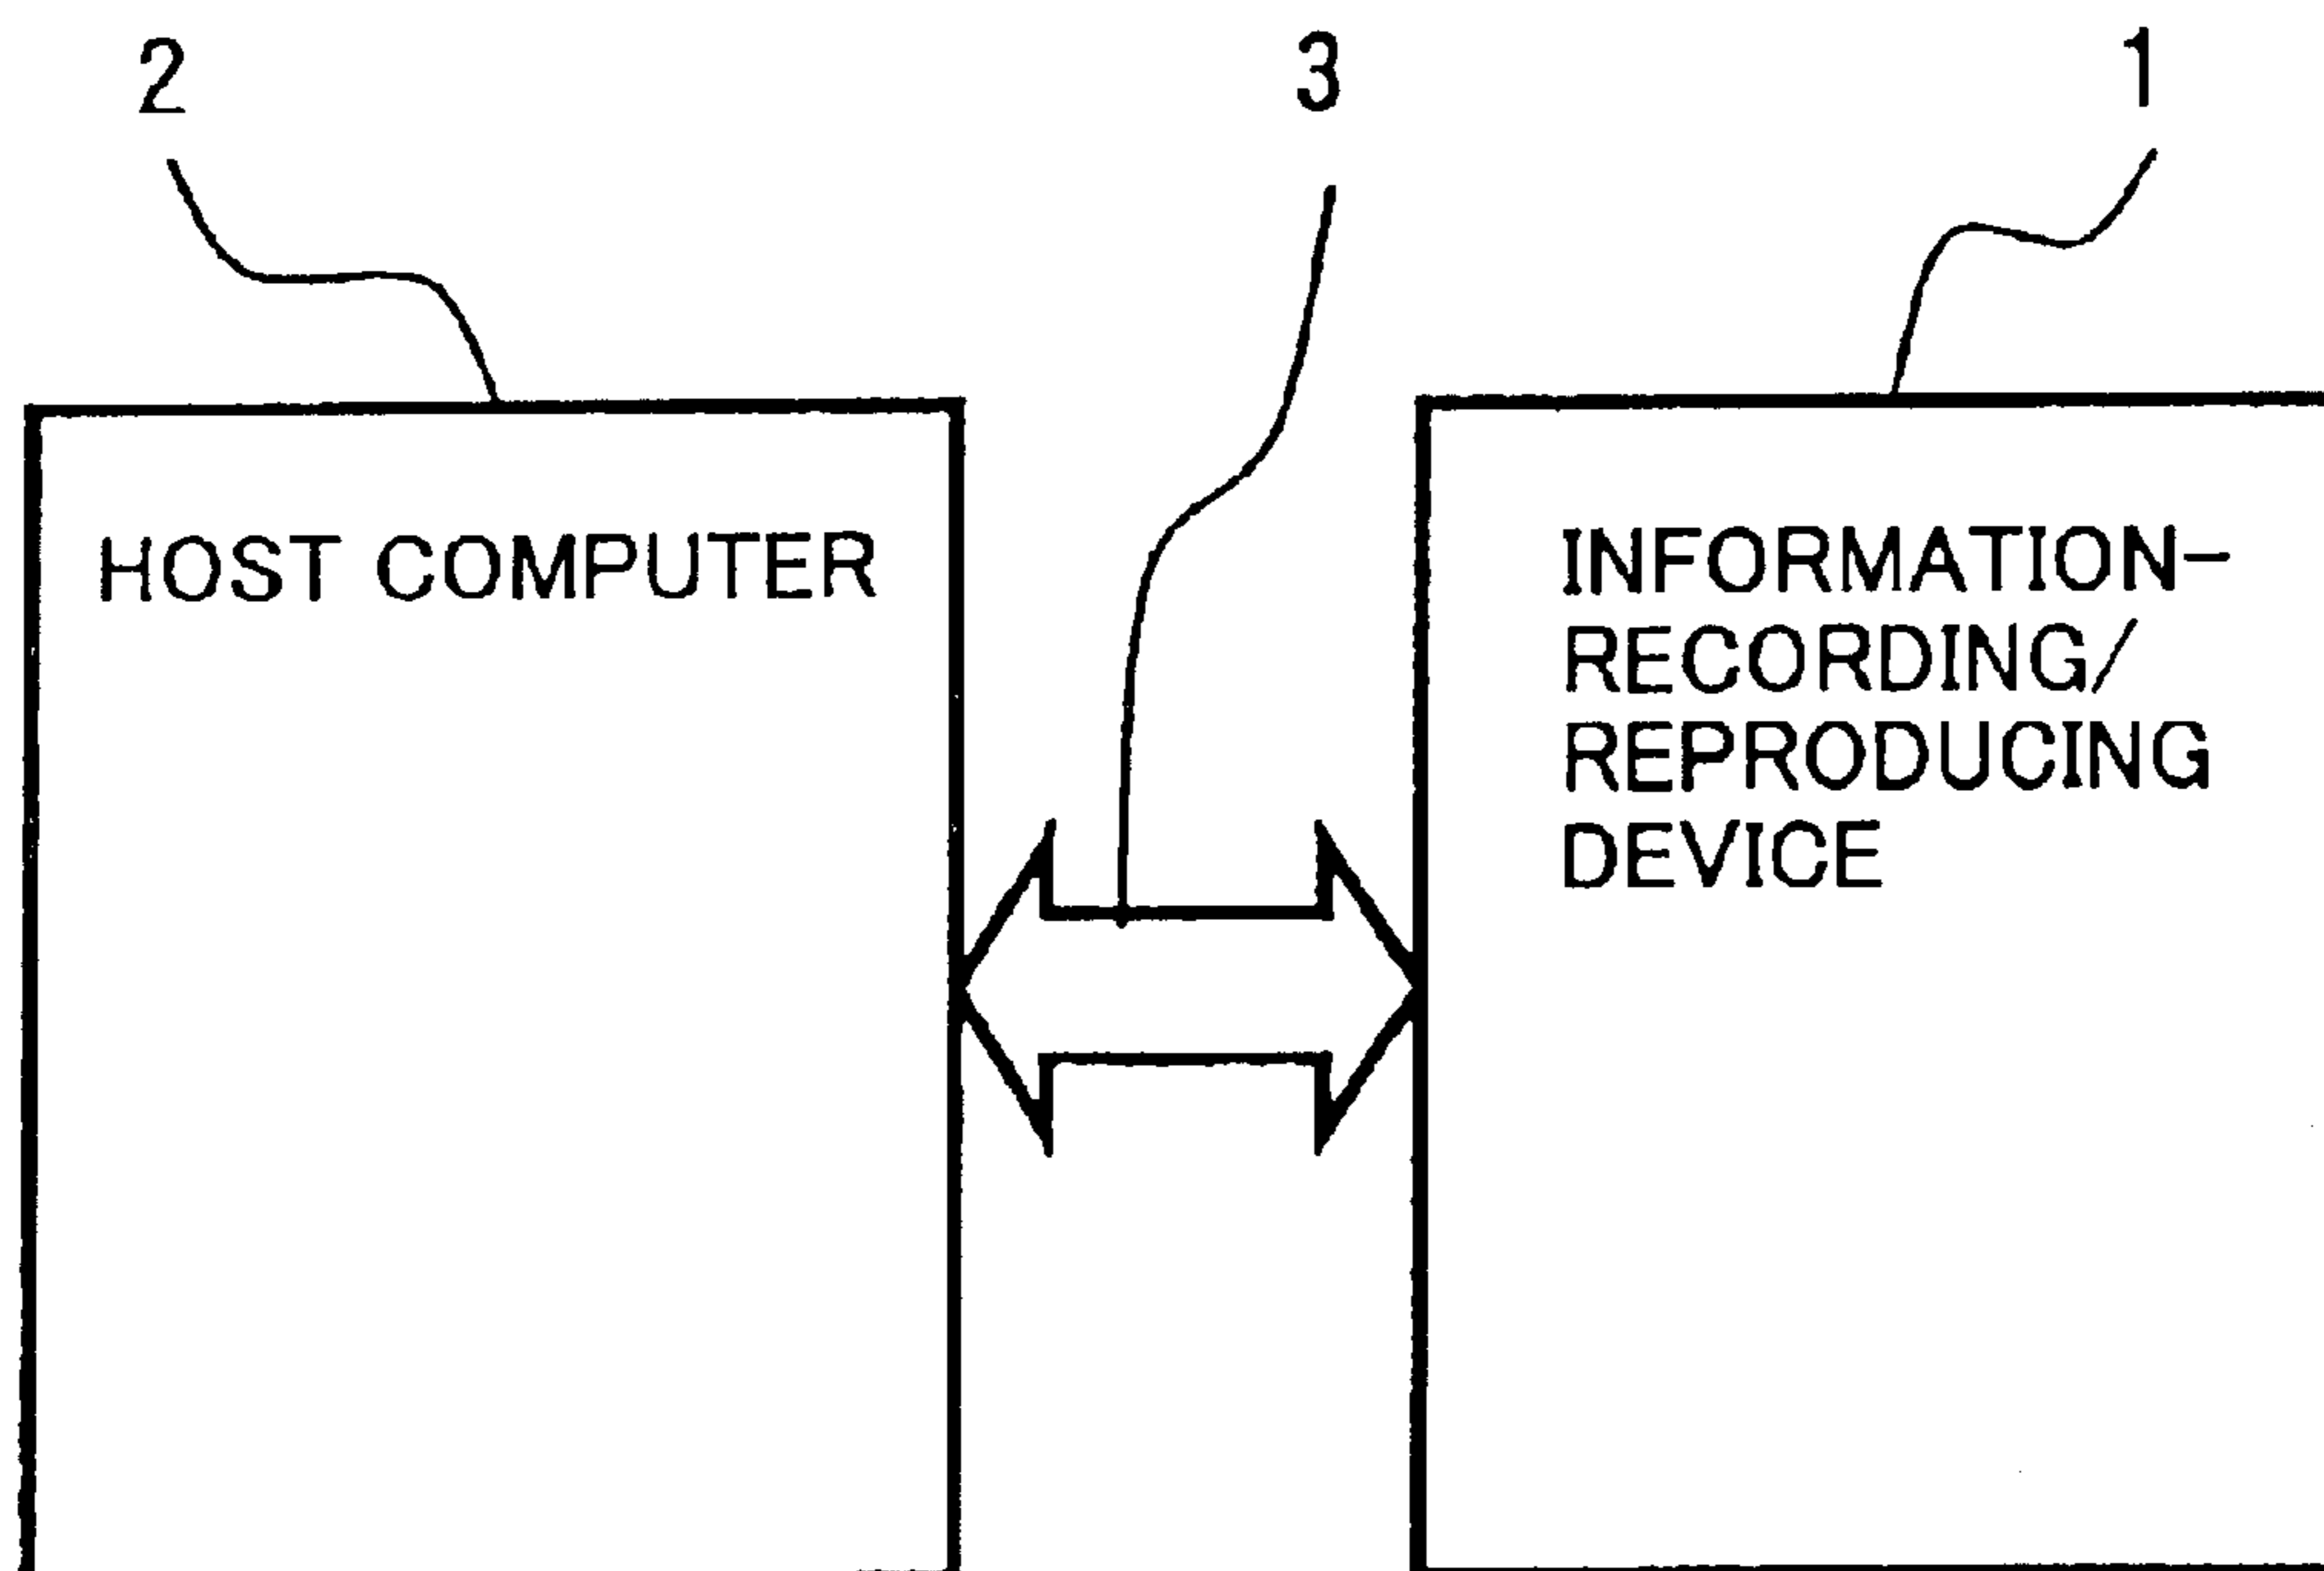 2 3 1
HOST COMPUTER
INFORMATION-
RECORDING/
REPRODUCING
DEVICE